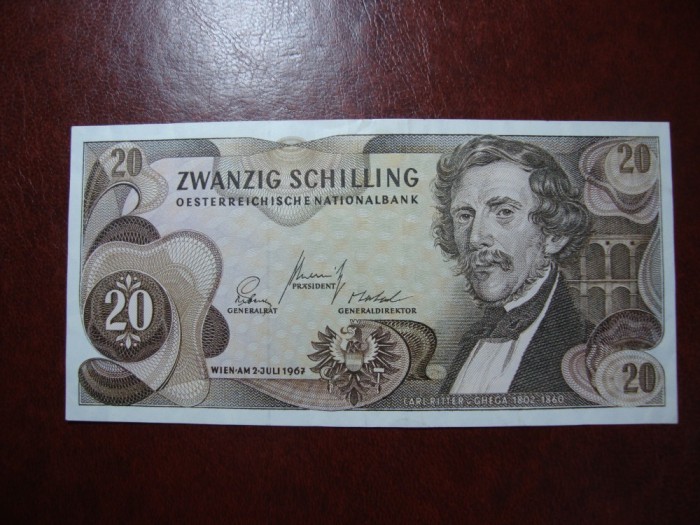 20
20
ZWANZIG SCHILLING
OESTERREICHISCHE NATIONALBANK
PRÄSIDENT
GENERALRAT
GENERALDIREKTOR
20
WIEN·AM 2·JULI 1967
20
CARL·RITTER v·GHEGA 1802-1860